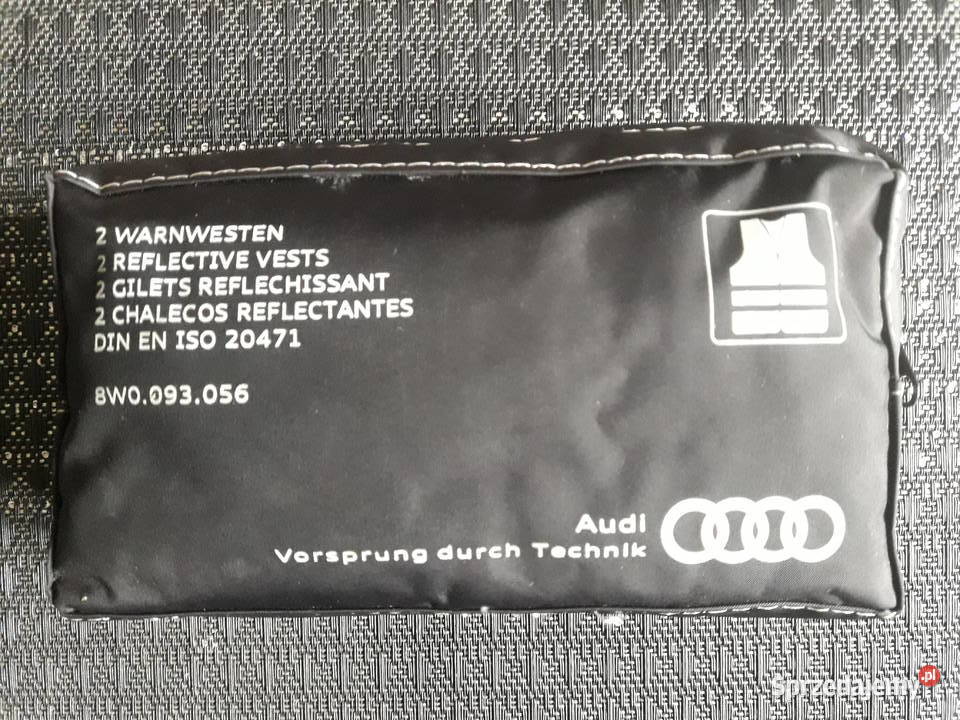 2 WARNWESTEN
2 REFLECTIVE VESTS
2 GILETS REFLECHISSANT
2 CHALECOS REFLECTANTES
DIN EN ISO 20471
8W0.093.056
Audi
Vorsprung durch Technik
Sprzedajemy.pl